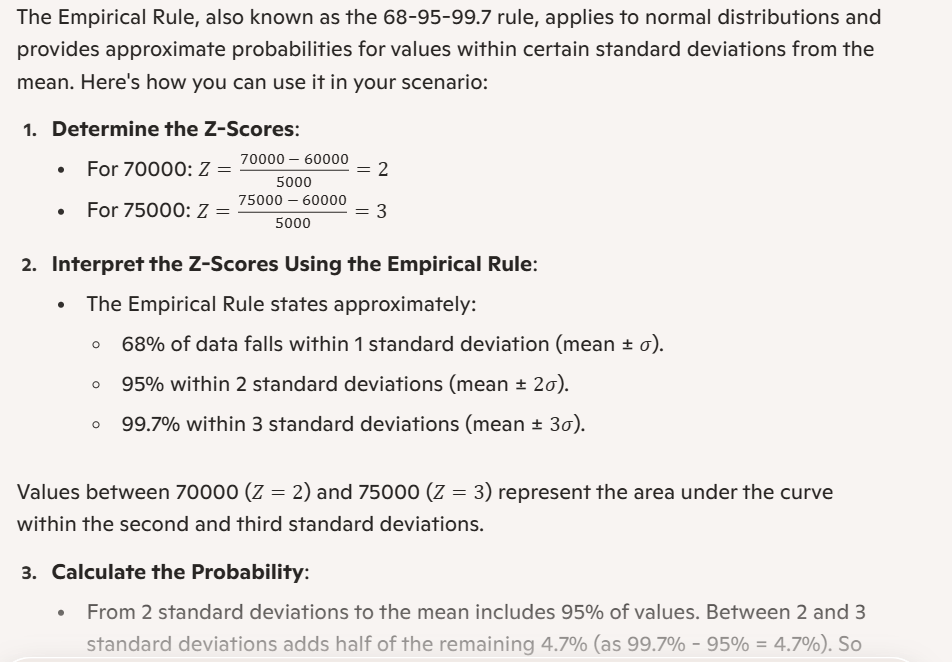 The Empirical Rule, also known as the 68-95-99.7 rule, applies to normal distributions and
provides approximate probabilities for values within certain standard deviations from the
mean. Here's how you can use it in your scenario:
1. Determine the Z-Scores:
• For 70000: Z = (70000 − 60000)/5000 = 2
• For 75000: Z = (75000 − 60000)/5000 = 3
2. Interpret the Z-Scores Using the Empirical Rule:
• The Empirical Rule states approximately:
◦ 68% of data falls within 1 standard deviation (mean ± σ).
◦ 95% within 2 standard deviations (mean ± 2σ).
◦ 99.7% within 3 standard deviations (mean ± 3σ).
Values between 70000 (Z = 2) and 75000 (Z = 3) represent the area under the curve
within the second and third standard deviations.
3. Calculate the Probability:
• From 2 standard deviations to the mean includes 95% of values. Between 2 and 3
standard deviations adds half of the remaining 4.7% (as 99.7% - 95% = 4.7%). So